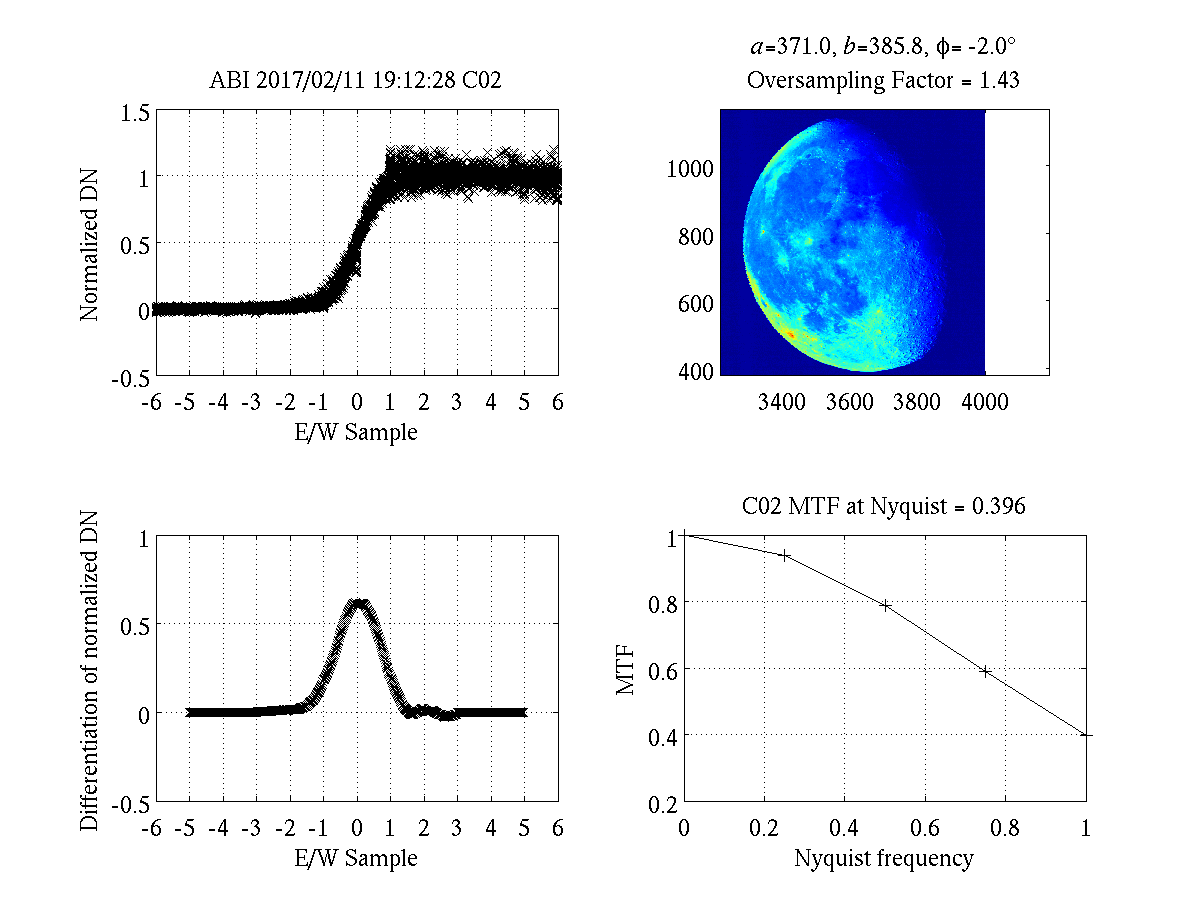 ABI 2017/02/11 19:12:28 C02
1.5
1
0.5
0
-0.5
Normalized DN
-6 -5 -4 -3 -2 -1 0 1 2 3 4 5 6
E/W Sample
a=371.0, b=385.8, ϕ= -2.0°
Oversampling Factor = 1.43
1000
800
600
400
3400 3600 3800 4000
1
0.5
0
-0.5
Differentiation of normalized DN
-6 -5 -4 -3 -2 -1 0 1 2 3 4 5 6
E/W Sample
C02 MTF at Nyquist = 0.396
1
0.8
0.6
0.4
0.2
MTF
0 0.2 0.4 0.6 0.8 1
Nyquist frequency